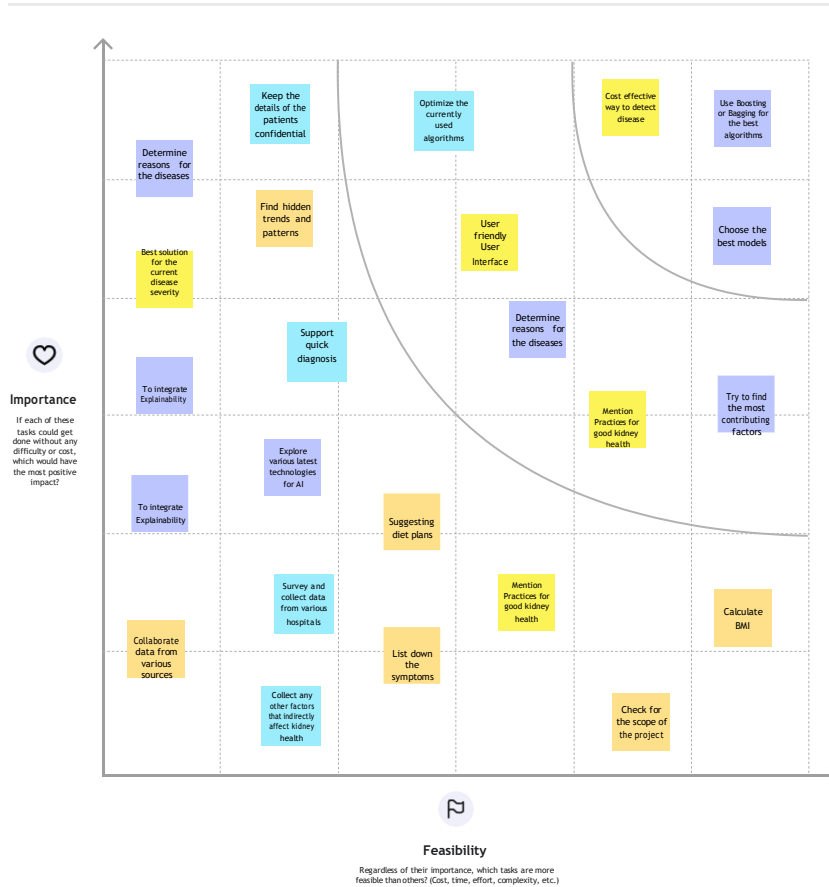 Keep the
details of the
patients
confidential
Optimize the
currently
used
algorithms
Cost effective
way to detect
disease
Use Boosting
or Bagging for
the best
algorithms
Determine
reasons for
the diseases
Find hidden
trends and
patterns
User
friendly
User
Interface
Choose the
best models
Best solution
for the
current
disease
severity
Support
quick
diagnosis
Determine
reasons for
the diseases
To integrate
Explainability
Mention
Practices for
good kidney
health
Try to find
the most
contributing
factors
Importance
If each of these
tasks could get
done without any
difficulty or cost,
which would have
the most positive
impact?
Explore
various latest
technologies
for AI
To integrate
Explainability
Suggesting
diet plans
Survey and
collect data
from various
hospitals
Mention
Practices for
good kidney
health
Calculate
BMI
Collaborate
data from
various
sources
List down
the
symptoms
Collect any
other factors
that indirectly
affect kidney
health
Check for
the scope of
the project
Feasibility
Regardless of their importance, which tasks are more
feasible than others? (Cost, time, effort, complexity, etc.)